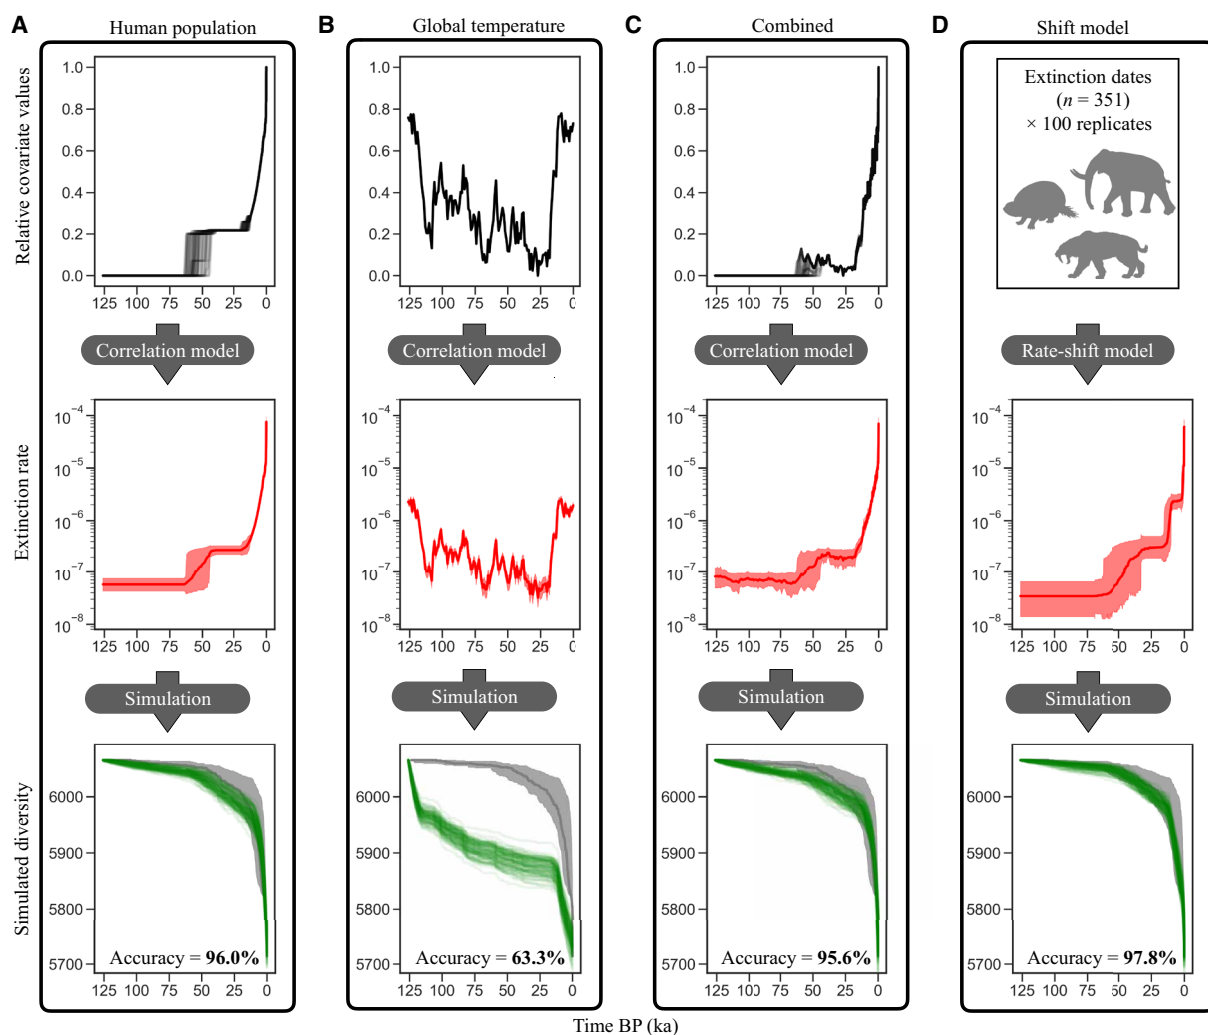 A
Human population
B
Global temperature
C
Combined
D
Shift model
Relative covariate values
1.0
0.8
0.6
0.4
0.2
0.0
125 100 75 50 25 0
1.0
0.8
0.6
0.4
0.2
0.0
125 100 75 50 25 0
1.0
0.8
0.6
0.4
0.2
0.0
125 100 75 50 25 0
Extinction dates
(n = 351)
× 100 replicates
Correlation model
Correlation model
Correlation model
Rate-shift model
Extinction rate
10⁻⁴
10⁻⁵
10⁻⁶
10⁻⁷
10⁻⁸
125 100 75 50 25 0
10⁻⁴
10⁻⁵
10⁻⁶
10⁻⁷
10⁻⁸
125 100 75 50 25 0
10⁻⁴
10⁻⁵
10⁻⁶
10⁻⁷
10⁻⁸
125 100 75 50 25 0
10⁻⁴
10⁻⁵
10⁻⁶
10⁻⁷
10⁻⁸
125 100 75 50 25 0
Simulation
Simulation
Simulation
Simulation
Simulated diversity
6000
5900
5800
5700
Accuracy = 96.0%
125 100 75 50 25 0
6000
5900
5800
5700
Accuracy = 63.3%
125 100 75 50 25 0
6000
5900
5800
5700
Accuracy = 95.6%
125 100 75 50 25 0
6000
5900
5800
5700
Accuracy = 97.8%
125 100 75 50 25 0
Time BP (ka)